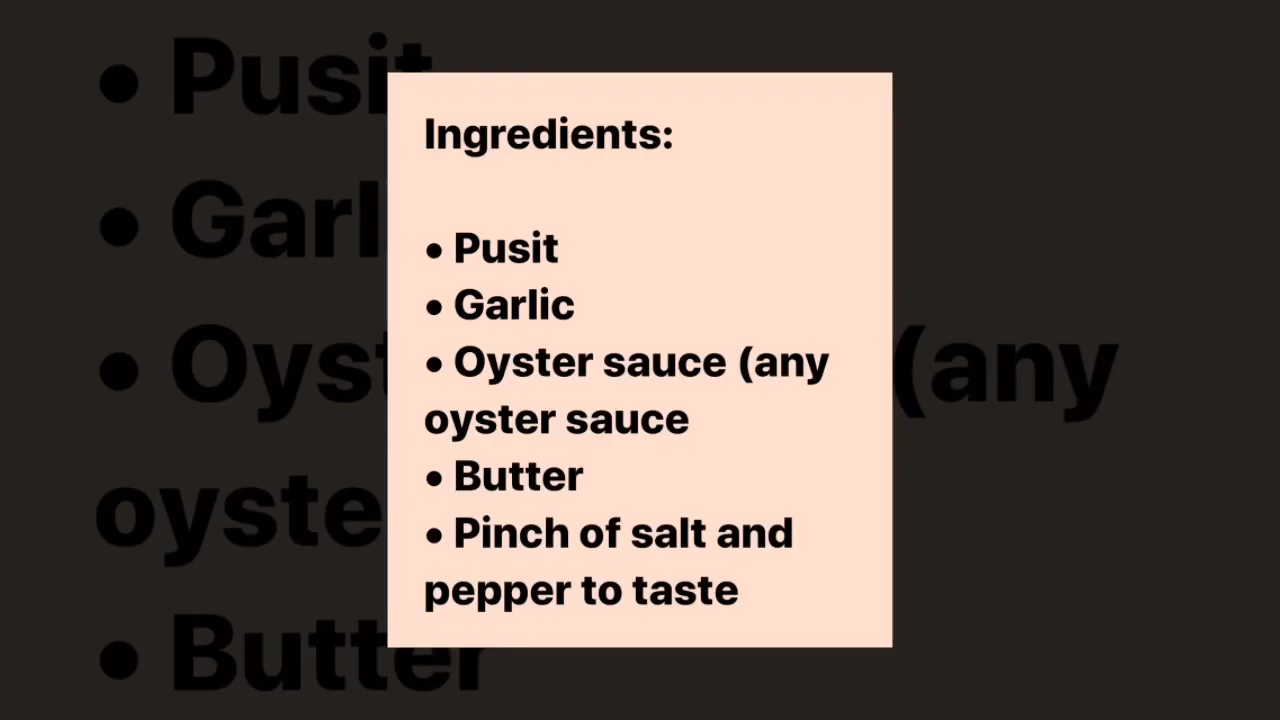 Ingredients:
• Pusit
• Garlic
• Oyster sauce (any
oyster sauce
• Butter
• Pinch of salt and
pepper to taste